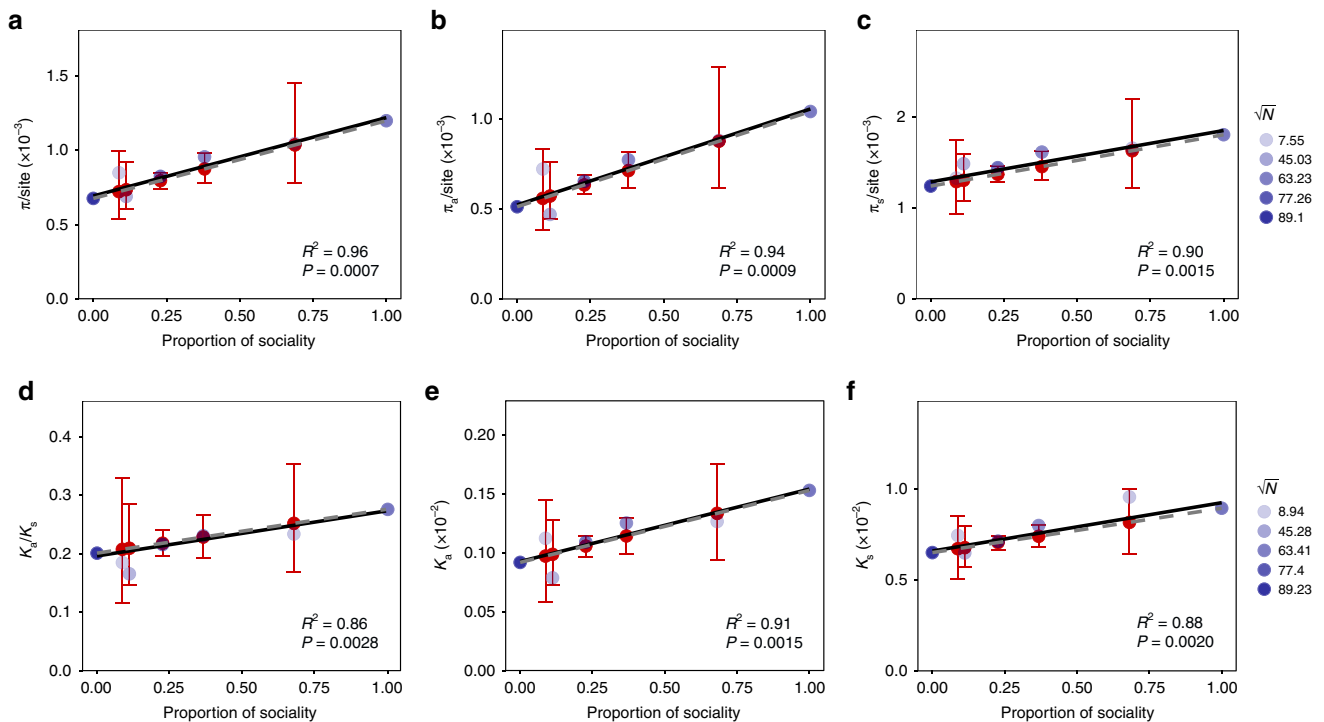 a
π/site (×10⁻³)
1.5
1.0
0.5
0.0
R² = 0.96
P = 0.0007
0.00 0.25 0.50 0.75 1.00
Proportion of sociality
b
πₐ/site (×10⁻³)
1.0
0.5
0.0
R² = 0.94
P = 0.0009
0.00 0.25 0.50 0.75 1.00
Proportion of sociality
c
πₛ/site (×10⁻³)
2
1
0
R² = 0.90
P = 0.0015
0.00 0.25 0.50 0.75 1.00
Proportion of sociality
√N
7.55
45.03
63.23
77.26
89.1
d
Kₐ/Kₛ
0.4
0.3
0.2
0.1
0.0
R² = 0.86
P = 0.0028
0.00 0.25 0.50 0.75 1.00
Proportion of sociality
e
Kₐ (×10⁻²)
0.20
0.15
0.10
0.05
0.00
R² = 0.91
P = 0.0015
0.00 0.25 0.50 0.75 1.00
Proportion of sociality
f
Kₛ (×10⁻²)
1.0
0.5
0.0
R² = 0.88
P = 0.0020
0.00 0.25 0.50 0.75 1.00
Proportion of sociality
√N
8.94
45.28
63.41
77.4
89.23